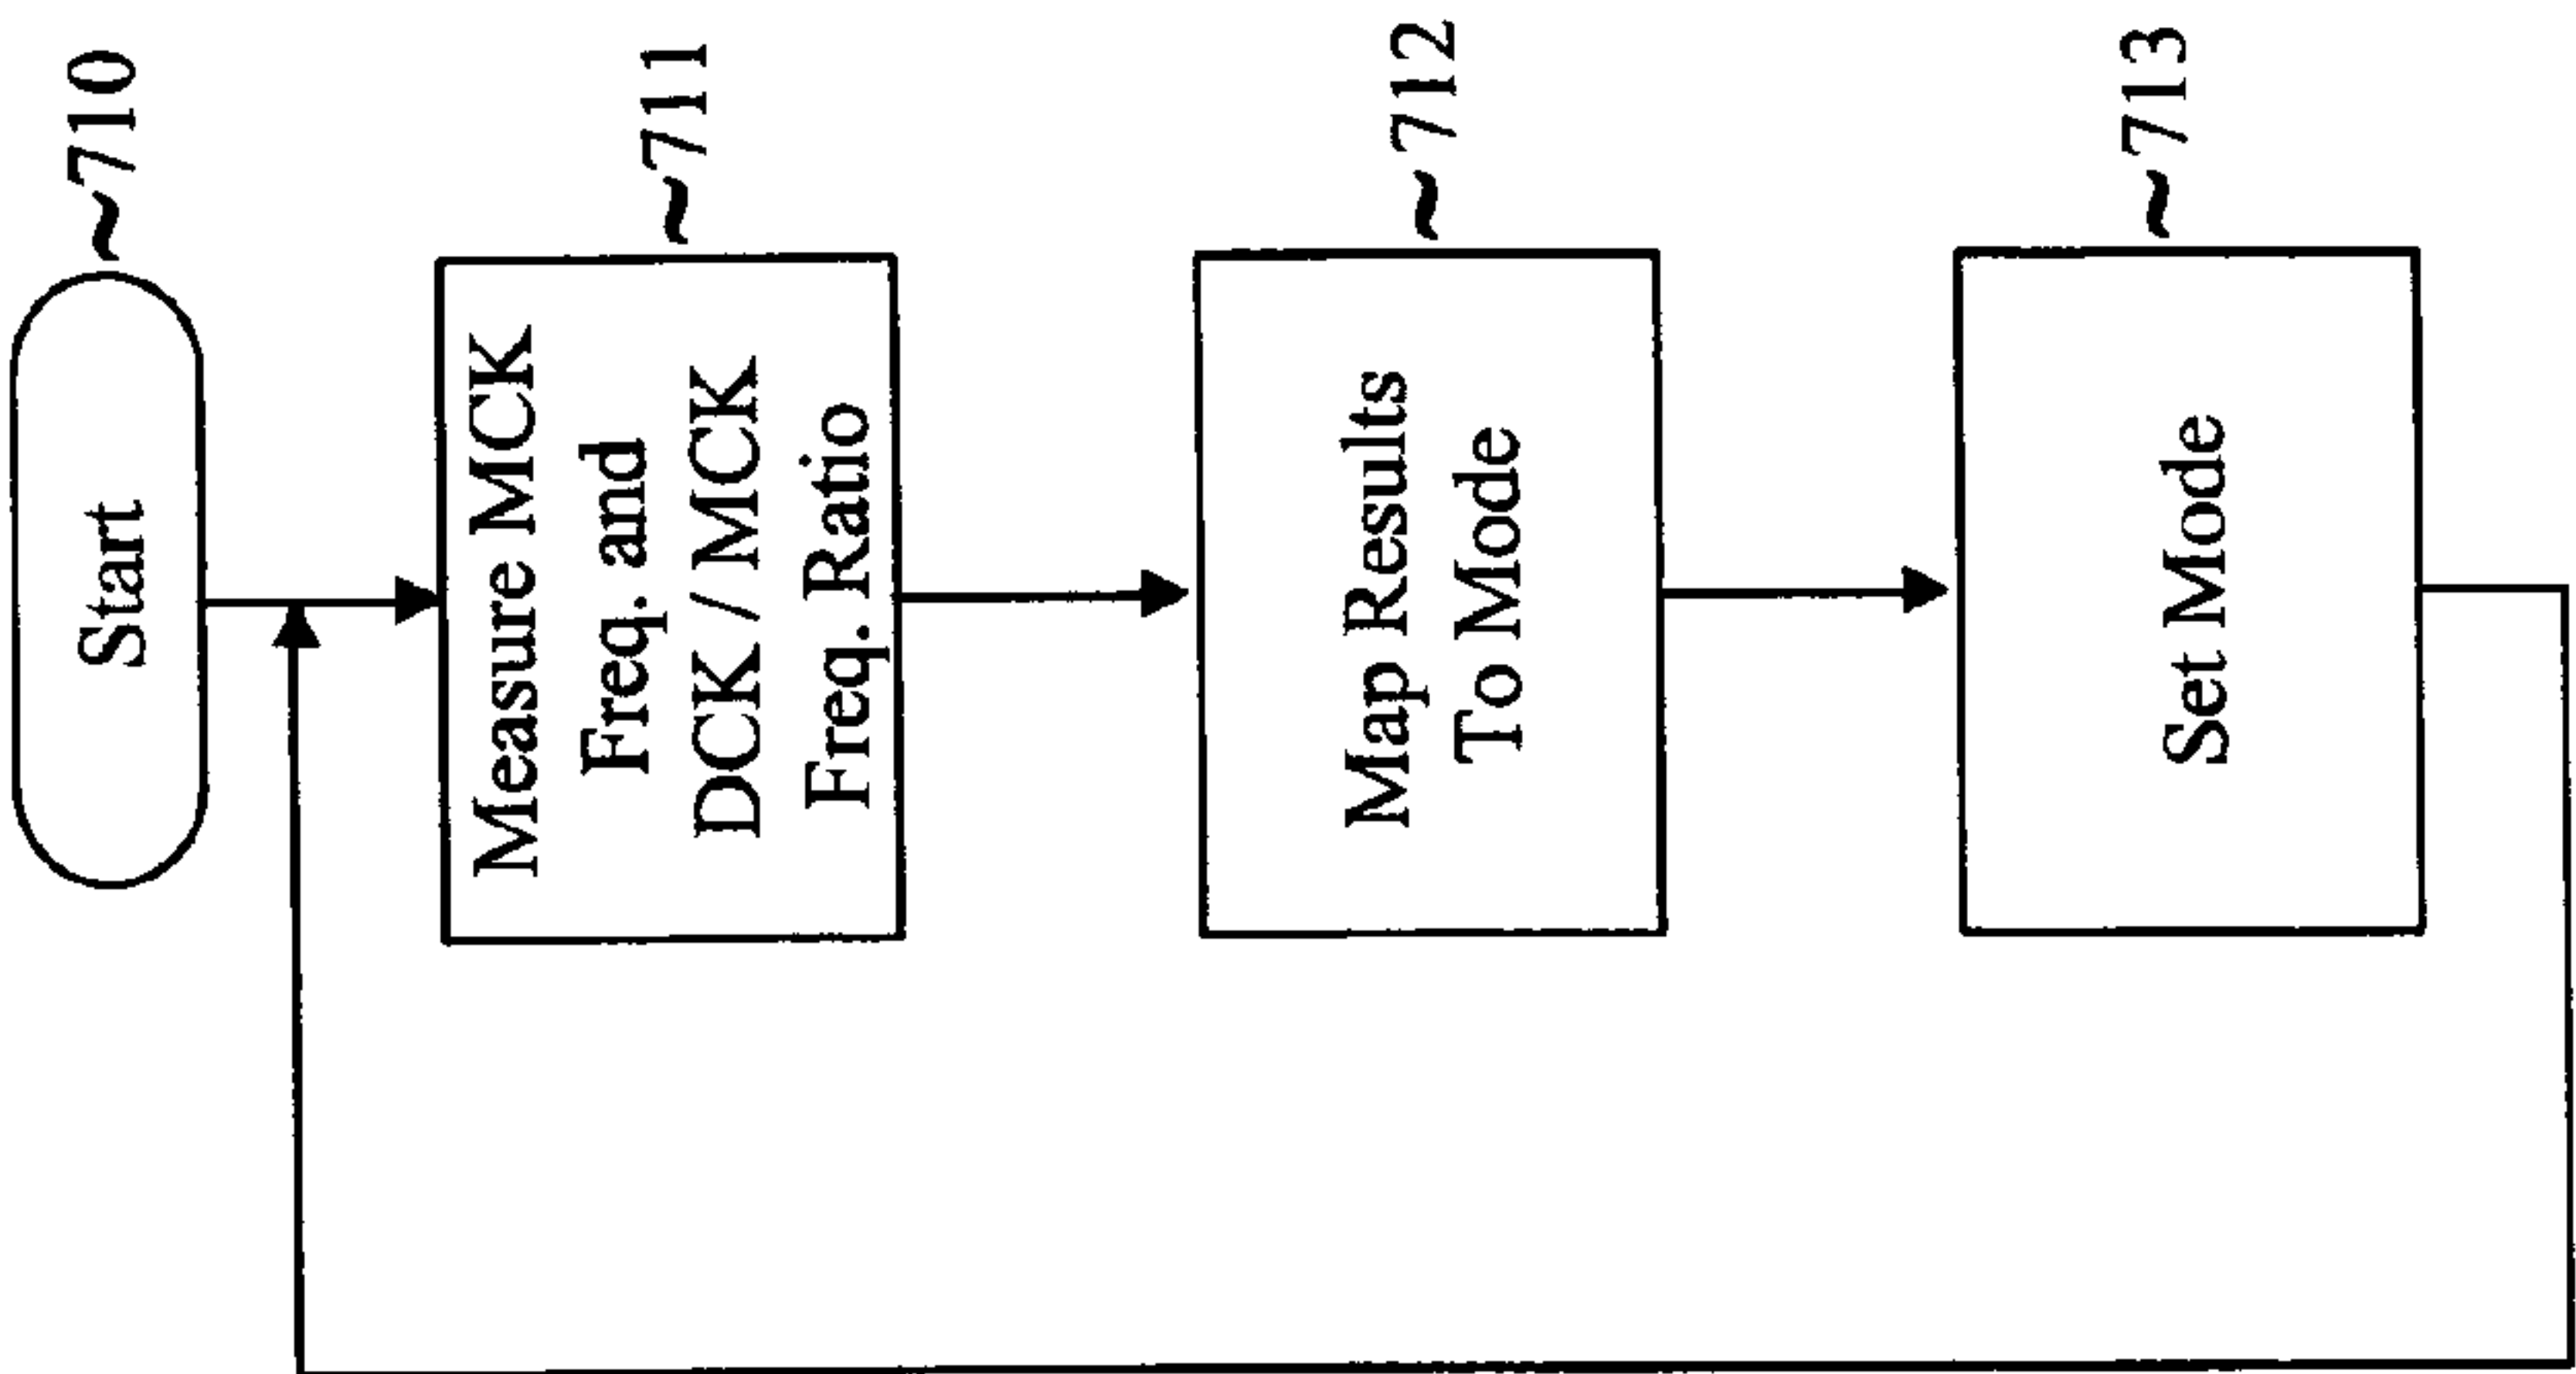 Start
~710
Measure MCK
Freq. and
DCK / MCK
Freq. Ratio
~711
Map Results
To Mode
~712
Set Mode
~713